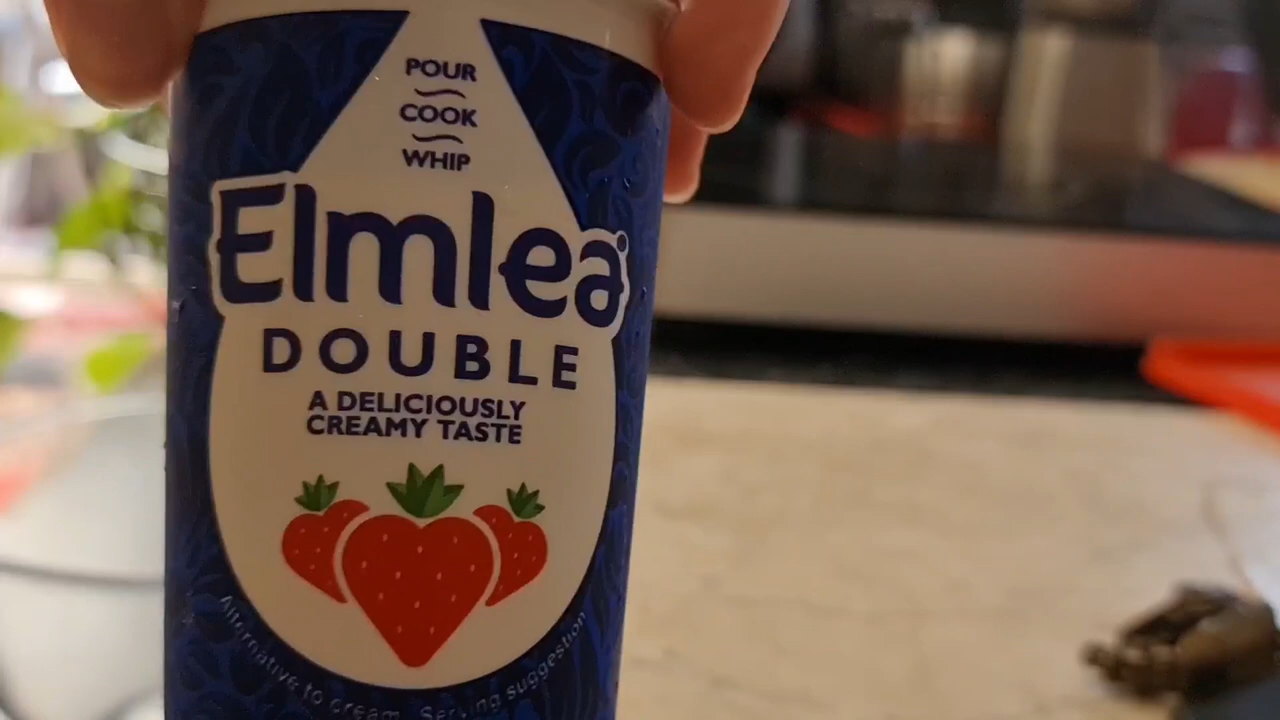 POUR
COOK
WHIP
Elmlea
DOUBLE
A DELICIOUSLY
CREAMY TASTE
Alternative to cream. Serving suggestion